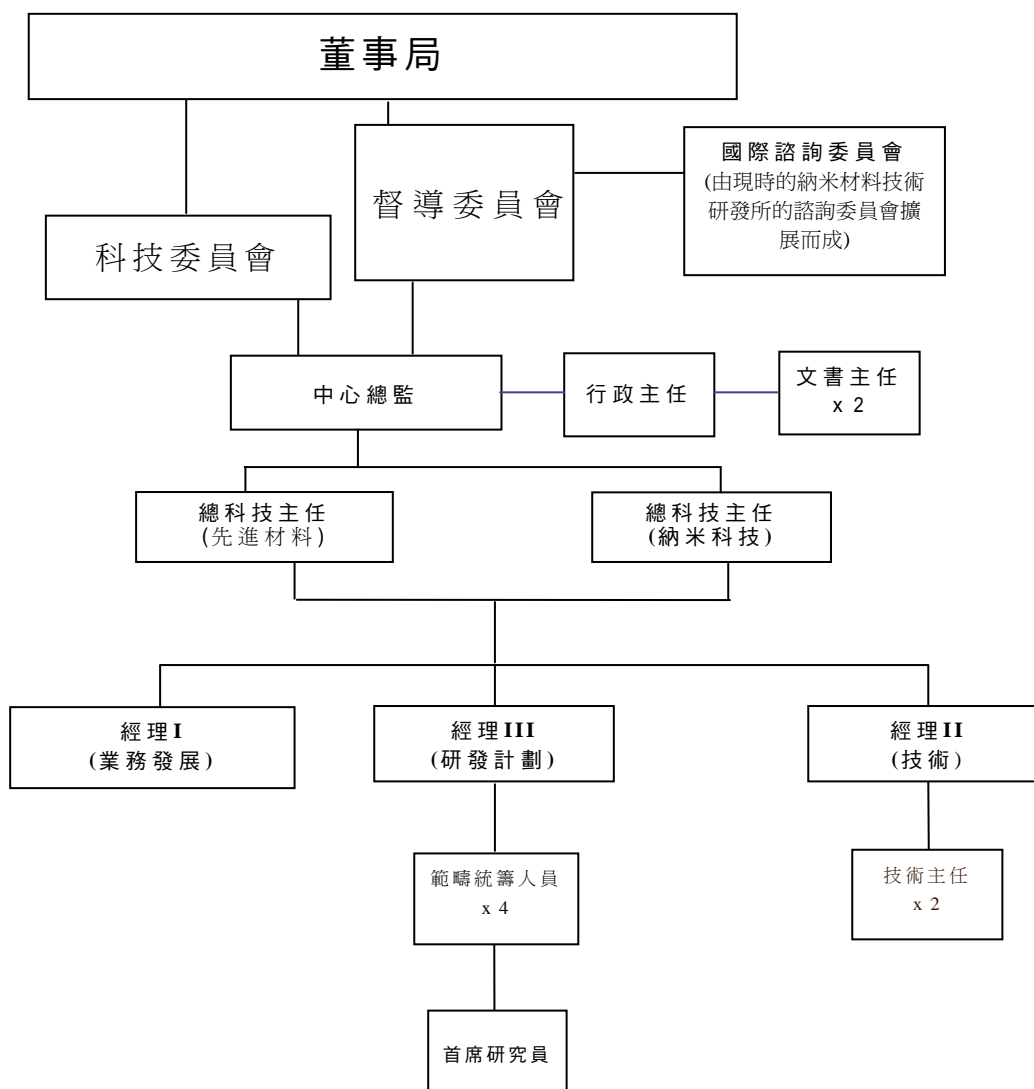 董事局
督導委員會
國際諮詢委員會
(由現時的納米材料技術
研發所的諮詢委員會擴
展而成)
科技委員會
中心總監
行政主任
文書主任
x 2
總科技主任
(先進材料)
總科技主任
(納米科技)
經理I
(業務發展)
經理III
(研發計劃)
經理II
(技術)
範疇統籌人員
x 4
技術主任
x 2
首席研究員